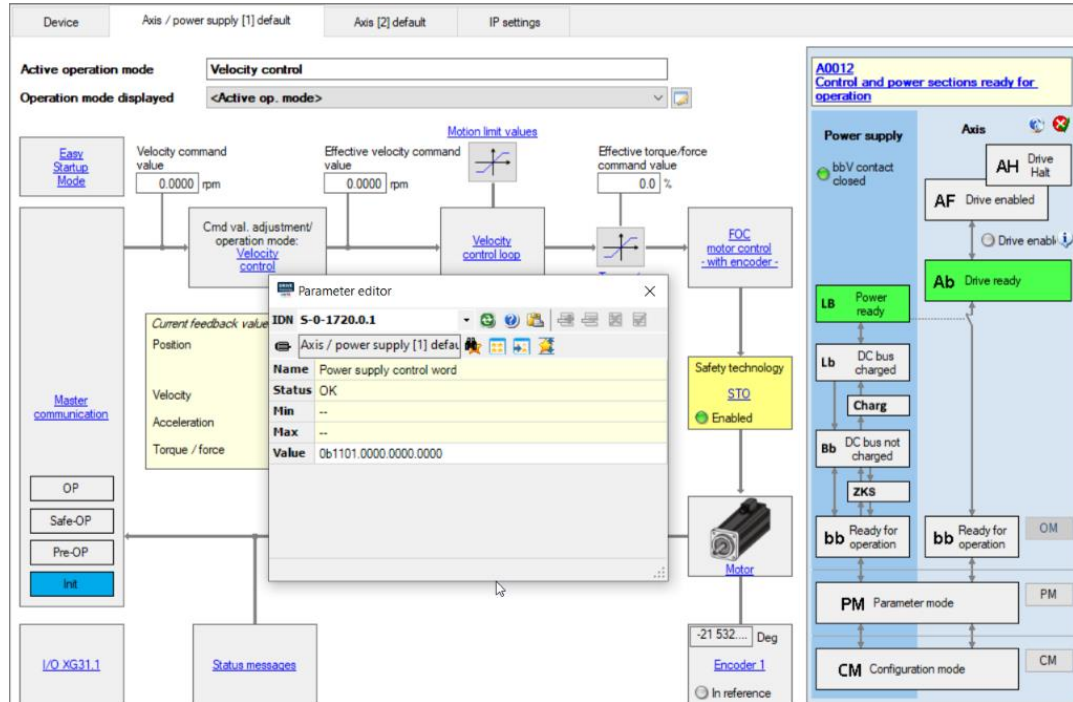 Device
Axis / power supply [1] default
Axis [2] default
IP settings
Active operation mode
Velocity control
Operation mode displayed
<Active op. mode>
Easy
Startup
Mode
Velocity command
value
0.0000 rpm
Effective velocity command
value
0.0000 rpm
Motion limit values
Effective torque/force
command value
0.0 %
Cmd val. adjustment/
operation mode:
Velocity
control
Velocity
control loop
FOC
motor control
- with encoder -
Current feedback value
Position
Velocity
Acceleration
Torque / force
Master
communication
OP
Safe-OP
Pre-OP
Init
Parameter editor
IDN S-0-1720.0.1
Axis / power supply [1] defau
Name Power supply control word
Status OK
Min --
Max --
Value 0b1101.0000.0000.0000
Safety technology
STO
Enabled
Motor
-21 532.... Deg
Encoder 1
In reference
I/O XG31.1
Status messages
A0012
Control and power sections ready for
operation
Power supply
Axis
bbV contact
closed
AH Drive
Halt
AF Drive enabled
Drive enabl
Ab Drive ready
LB Power
ready
Lb DC bus
charged
Charg
Bb DC bus not
charged
ZKS
bb Ready for
operation
bb Ready for
operation
OM
PM Parameter mode
PM
CM Configuration mode
CM